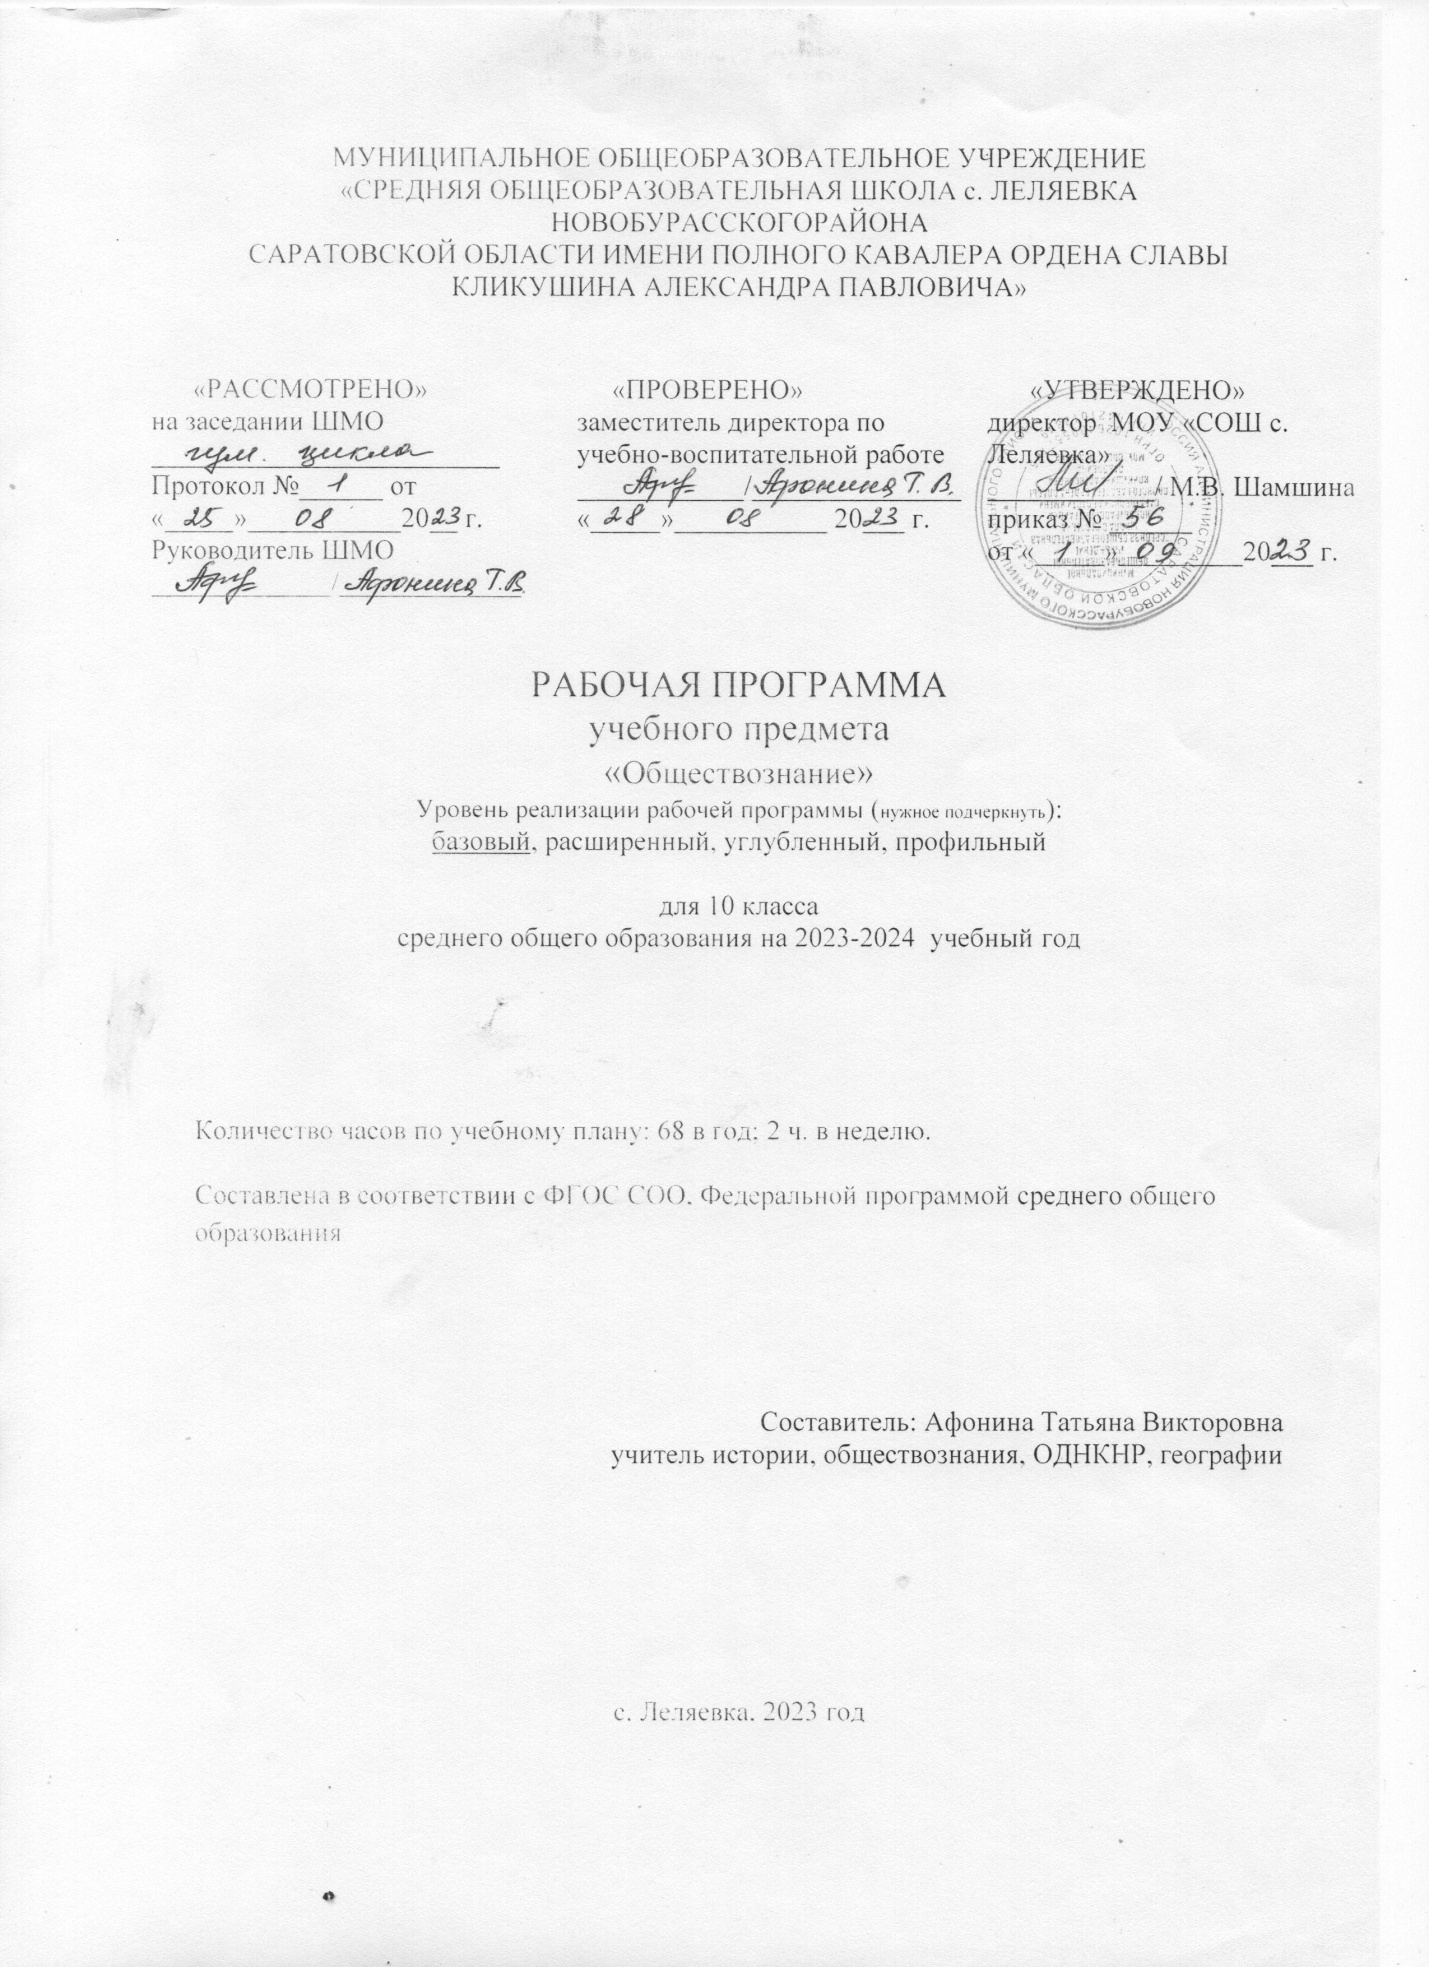 МУНИЦИПАЛЬНОЕ ОБЩЕОБРАЗОВАТЕЛЬНОЕ УЧРЕЖДЕНИЕ
«СРЕДНЯЯ ОБЩЕОБРАЗОВАТЕЛЬНАЯ ШКОЛА с. ЛЕЛЯЕВКА
НОВОБУРАССКОГОРАЙОНА
САРАТОВСКОЙ ОБЛАСТИ ИМЕНИ ПОЛНОГО КАВАЛЕРА ОРДЕНА СЛАВЫ
КЛИКУШИНА АЛЕКСАНДРА ПАВЛОВИЧА»
«РАССМОТРЕНО»
на заседании ШМО
гум. цикла
Протокол № 1 от
« 25 » 08 2023 г.
Руководитель ШМО
/ Афонина Т.В.
«ПРОВЕРЕНО»
заместитель директора по
учебно-воспитательной работе
/ Афонина Т. В.
« 28 » 08 2023 г.
«УТВЕРЖДЕНО»
директор МОУ «СОШ с.
Леляевка»
/ М.В. Шамшина
приказ № 56
от « 1 » 09 2023 г.
РАБОЧАЯ ПРОГРАММА
учебного предмета
«Обществознание»
Уровень реализации рабочей программы (нужное подчеркнуть):
базовый, расширенный, углубленный, профильный
для 10 класса
среднего общего образования на 2023-2024 учебный год
Количество часов по учебному плану: 68 в год; 2 ч. в неделю.
Составлена в соответствии с ФГОС СОО, Федеральной программой среднего общего
образования
Составитель: Афонина Татьяна Викторовна
учитель истории, обществознания, ОДНКНР, географии
с. Леляевка, 2023 год